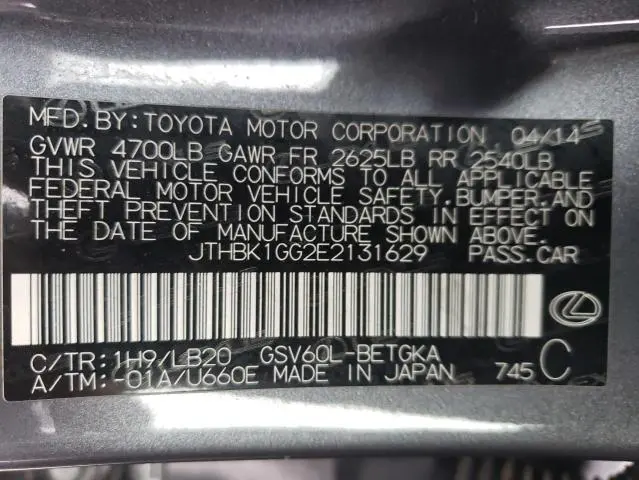 MFD. BY: TOYOTA MOTOR CORPORATION 04/14
GVWR 4700LB GAWR FR 2625LB RR 2540LB
THIS VEHICLE CONFORMS TO ALL APPLICABLE
FEDERAL MOTOR VEHICLE SAFETY, BUMPER, AND
THEFT PREVENTION STANDARDS IN EFFECT ON
THE DATE OF MANUFACTURE SHOWN ABOVE.
JTHBK1GG2E2131629 PASS.CAR
C/TR: 1H9/LB20 GSV60L-BETGKA
A/TM: -01A/U660E MADE IN JAPAN 745 C